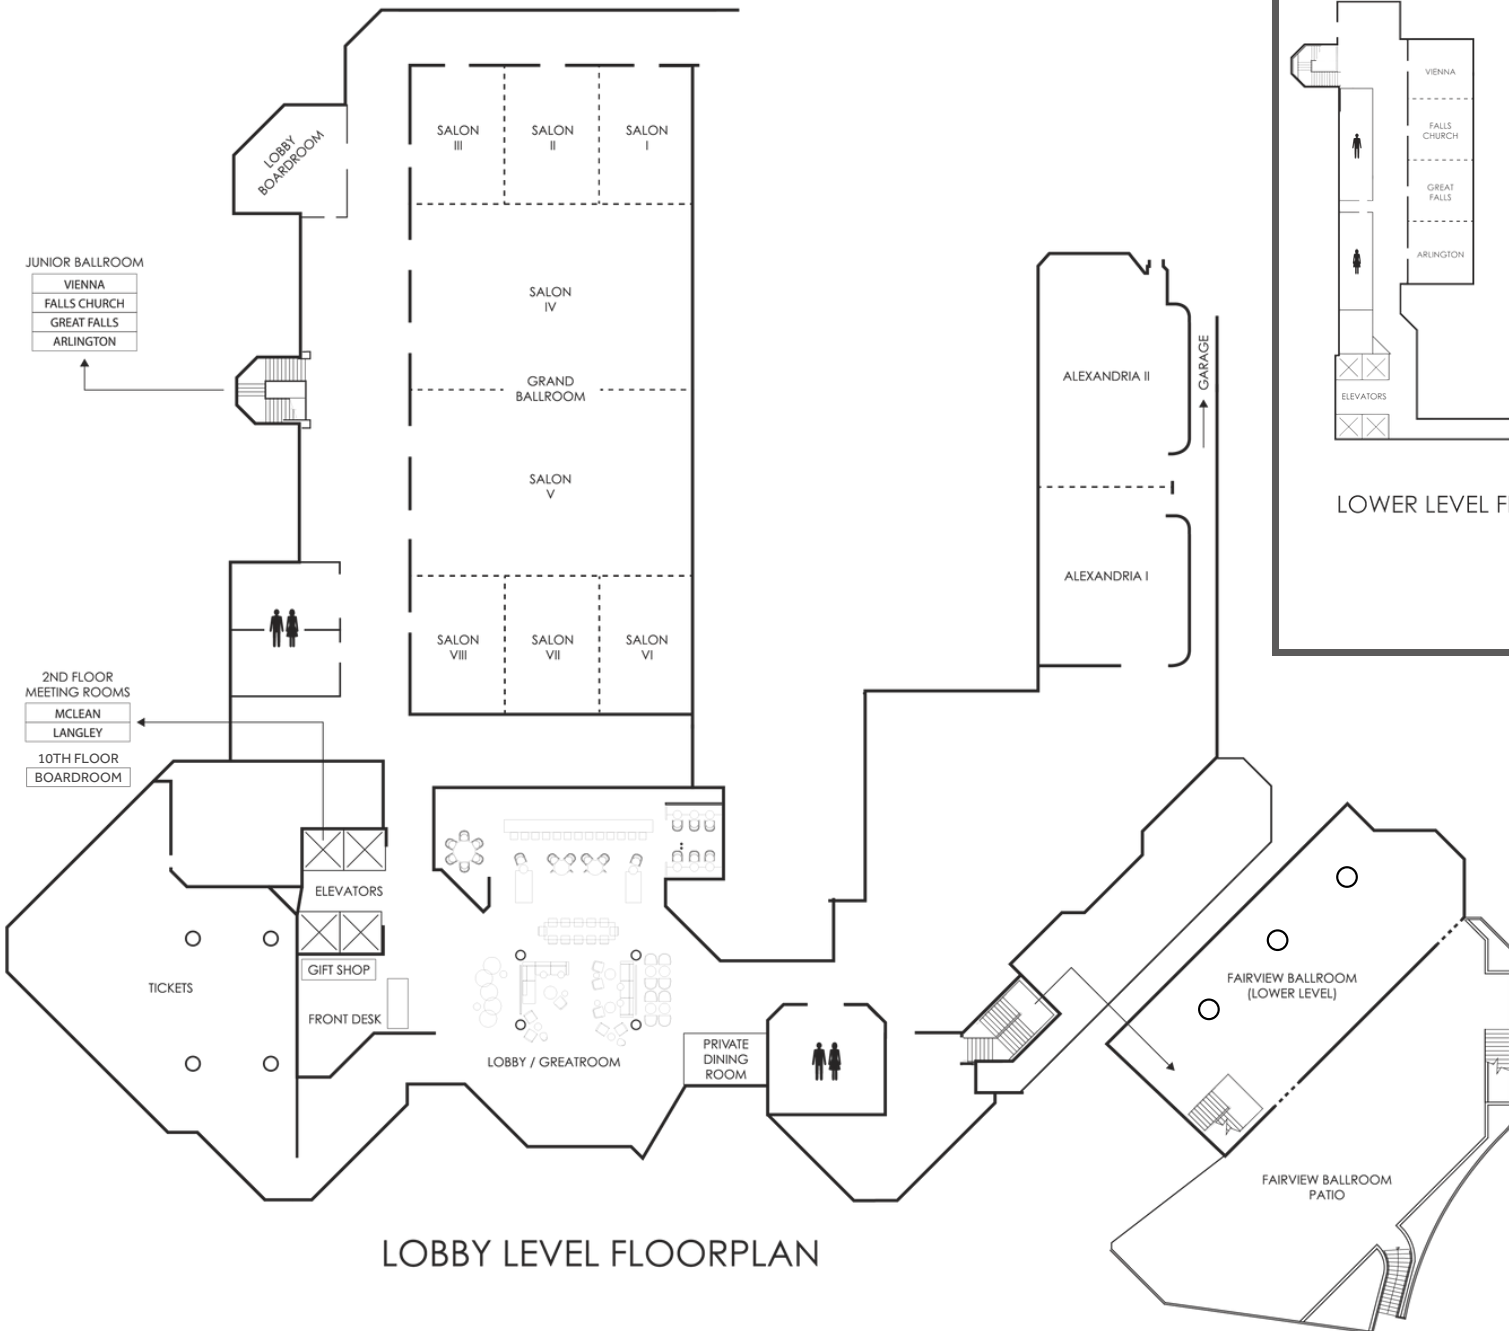 LOBBY
BOARDROOM
SALON
III
SALON
II
SALON
I
SALON
IV
GRAND
BALLROOM
SALON
V
SALON
VIII
SALON
VII
SALON
VI
JUNIOR BALLROOM
VIENNA
FALLS CHURCH
GREAT FALLS
ARLINGTON
2ND FLOOR
MEETING ROOMS
MCLEAN
LANGLEY
10TH FLOOR
BOARDROOM
ELEVATORS
GIFT SHOP
TICKETS
FRONT DESK
LOBBY / GREATROOM
PRIVATE
DINING
ROOM
ALEXANDRIA II
GARAGE
ALEXANDRIA I
FAIRVIEW BALLROOM
(LOWER LEVEL)
FAIRVIEW BALLROOM
PATIO
LOBBY LEVEL FLOORPLAN
VIENNA
FALLS
CHURCH
GREAT
FALLS
ARLINGTON
ELEVATORS
LOWER LEVEL F